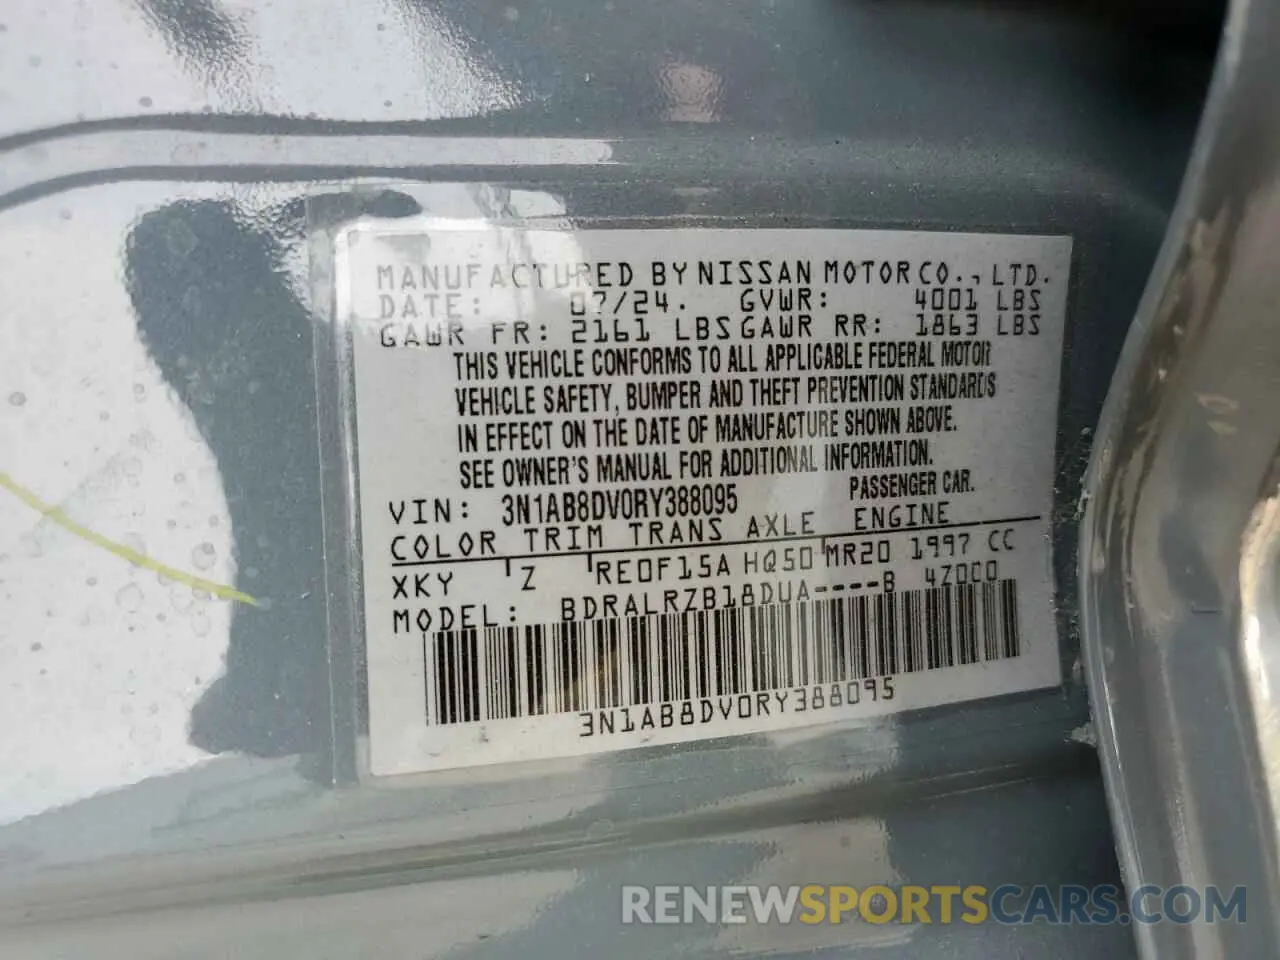 MANUFACTURED BY NISSAN MOTOR CO., LTD.
DATE: 07/24. GVWR: 4001 LBS
GAWR FR: 2161 LBS GAWR RR: 1863 LBS
THIS VEHICLE CONFORMS TO ALL APPLICABLE FEDERAL MOTOR
VEHICLE SAFETY, BUMPER AND THEFT PREVENTION STANDARDS
IN EFFECT ON THE DATE OF MANUFACTURE SHOWN ABOVE.
SEE OWNER'S MANUAL FOR ADDITIONAL INFORMATION.
VIN: 3N1AB8DV0RY388095 PASSENGER CAR.
COLOR TRIM TRANS AXLE ENGINE
XKY Z RE0F15A HQ50 MR20 1997 CC
MODEL: BDRALRZB18DUA----B 4Z0C0
3N1AB8DV0RY388095
RENEWSPORTSCARS.COM